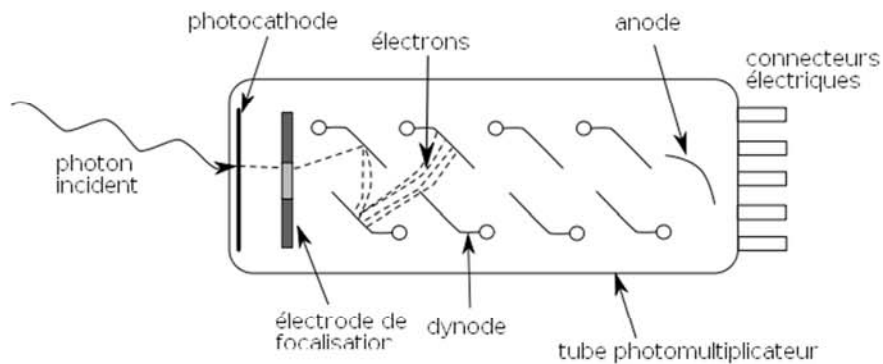 photocathode
électrons
anode
connecteurs
électriques
photon
incident
électrode de
focalisation
dynode
tube photomultiplicateur